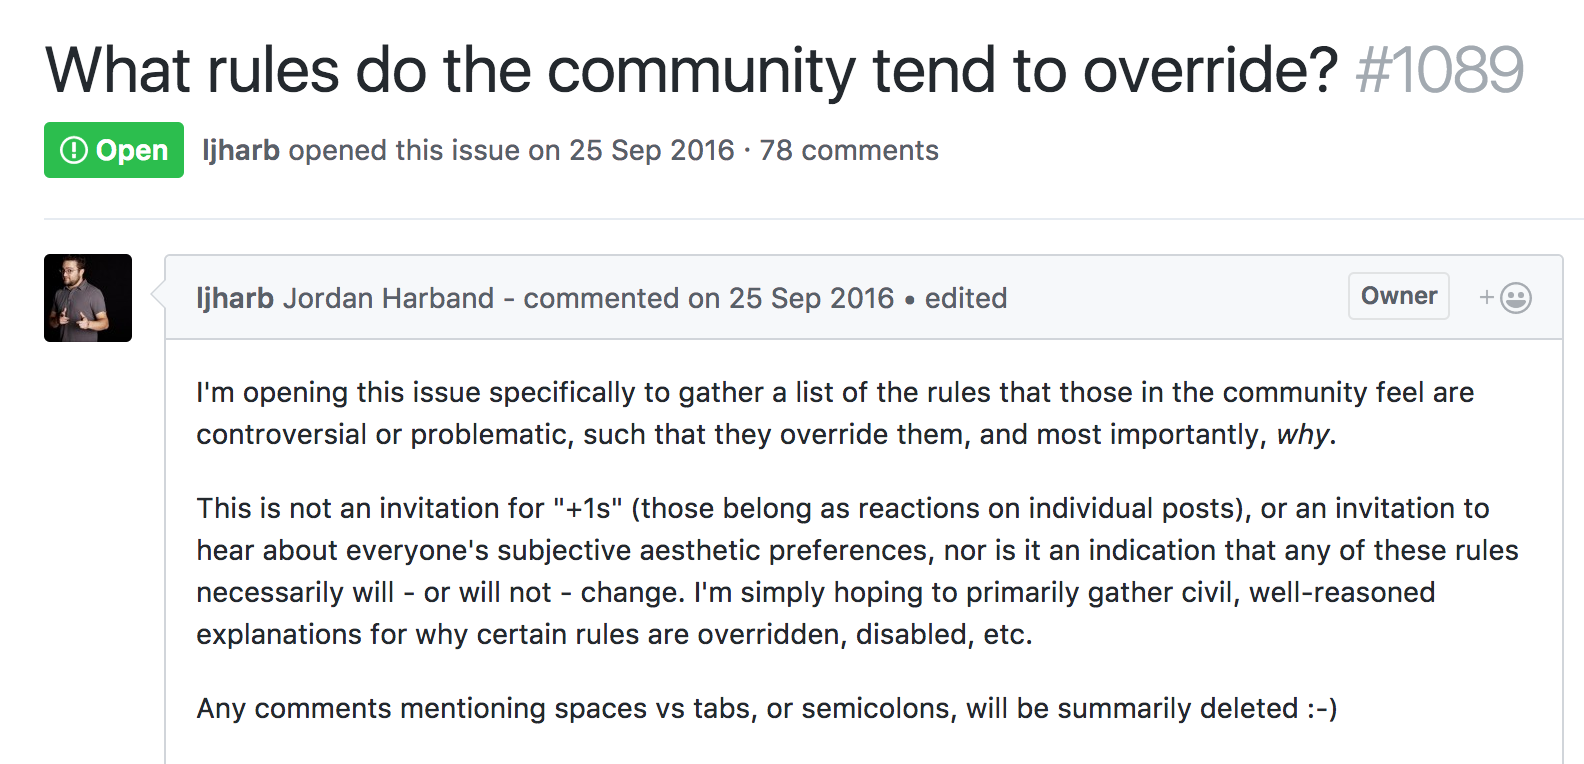 What rules do the community tend to override? #1089
Open ljharb opened this issue on 25 Sep 2016 · 78 comments
ljharb Jordan Harband - commented on 25 Sep 2016 • edited Owner +
I'm opening this issue specifically to gather a list of the rules that those in the community feel are
controversial or problematic, such that they override them, and most importantly, why.
This is not an invitation for "+1s" (those belong as reactions on individual posts), or an invitation to
hear about everyone's subjective aesthetic preferences, nor is it an indication that any of these rules
necessarily will - or will not - change. I'm simply hoping to primarily gather civil, well-reasoned
explanations for why certain rules are overridden, disabled, etc.
Any comments mentioning spaces vs tabs, or semicolons, will be summarily deleted :-)